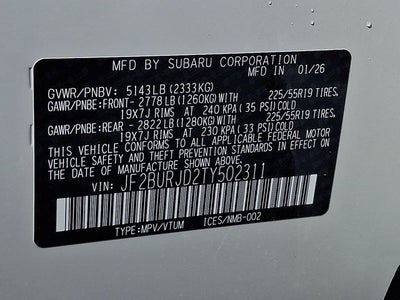 MFD BY SUBARU CORPORATION
MFD IN 01/26
GVWR/PNBV: 5143LB(2333KG)
GAWR/PNBE:FRONT- 2778LB(1260KG)WITH 225/55R19 TIRES.
19X7J RIMS AT 240 KPA( 35 PSI)COLD
GAWR/PNBE:REAR - 2822LB(1280KG)WITH 225/55R19 TIRES.
19X7J RIMS AT 230 KPA( 33 PSI)COLD
THIS VEHICLE CONFORMS TO ALL APPLICABLE FEDERAL MOTOR
VEHICLE SAFETY STANDARDS IN EFFECT ON
THE DATE OF MANUFACTURE SHOWN ABOVE.
VIN: JF2BURJD2TY502311
TYPE:MPV/VTUM ICES/NMB-002